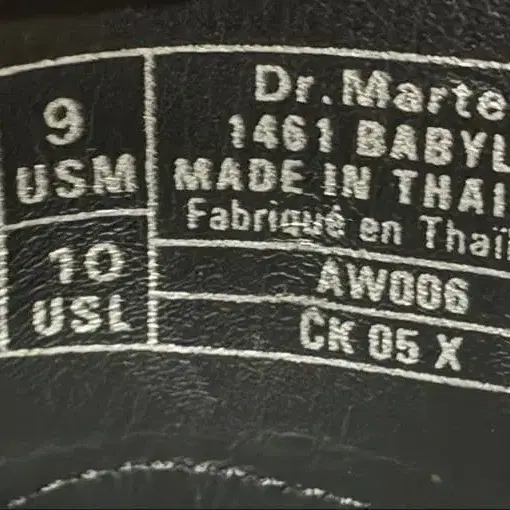 9
USM
10
USL
Dr.Marte
1461 BABYL
MADE IN THAI
Fabriqué en Thaï
AW006
CK 05 X